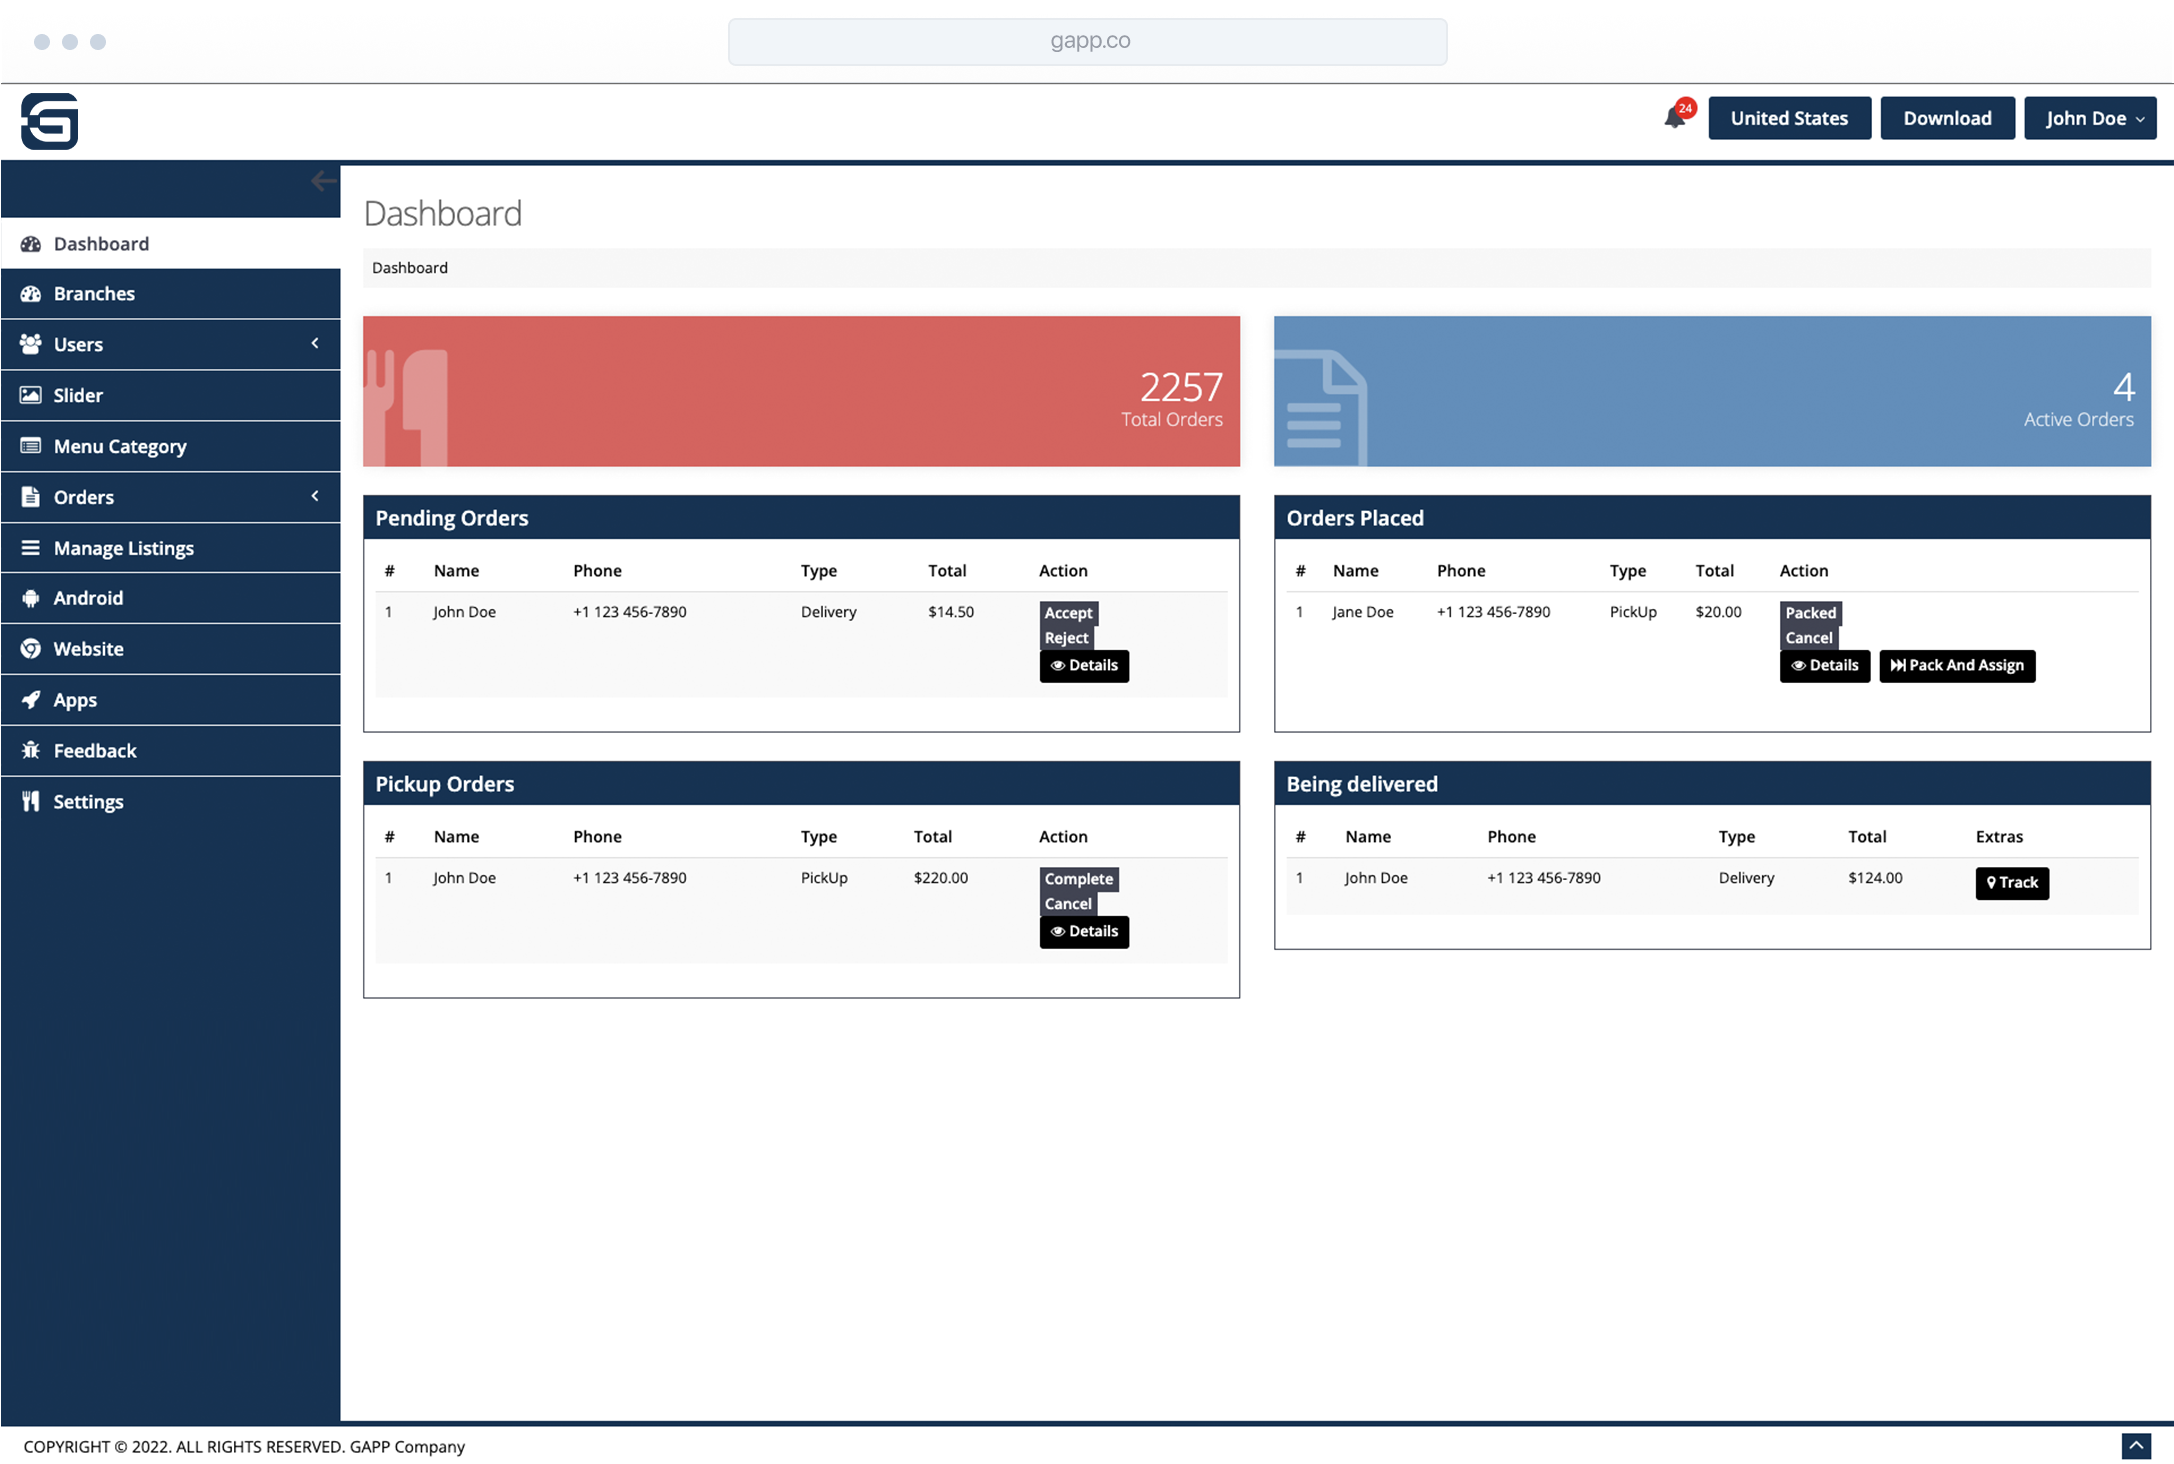 gapp.co
24
United States
Download
John Doe
Dashboard
Branches
Users
Slider
Menu Category
Orders
Manage Listings
Android
Website
Apps
Feedback
Settings
Dashboard
Dashboard
2257
Total Orders
4
Active Orders
Pending Orders
# Name Phone Type Total Action
1 John Doe +1 123 456-7890 Delivery $14.50 Accept
Reject
Details
Orders Placed
# Name Phone Type Total Action
1 Jane Doe +1 123 456-7890 PickUp $20.00 Packed
Cancel
Details Pack And Assign
Pickup Orders
# Name Phone Type Total Action
1 John Doe +1 123 456-7890 PickUp $220.00 Complete
Cancel
Details
Being delivered
# Name Phone Type Total Extras
1 John Doe +1 123 456-7890 Delivery $124.00 Track
COPYRIGHT © 2022. ALL RIGHTS RESERVED. GAPP Company